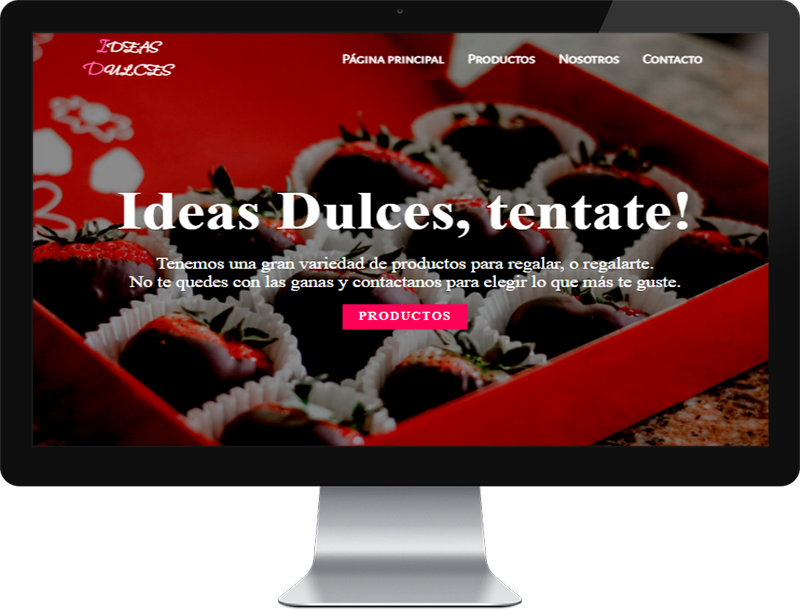 Ideas
Dulces
Página principal Productos Nosotros Contacto
Ideas Dulces, tentate!
Tenemos una gran variedad de productos para regalar, o regalarte.
No te quedes con las ganas y contactanos para elegir lo que más te guste.
PRODUCTOS